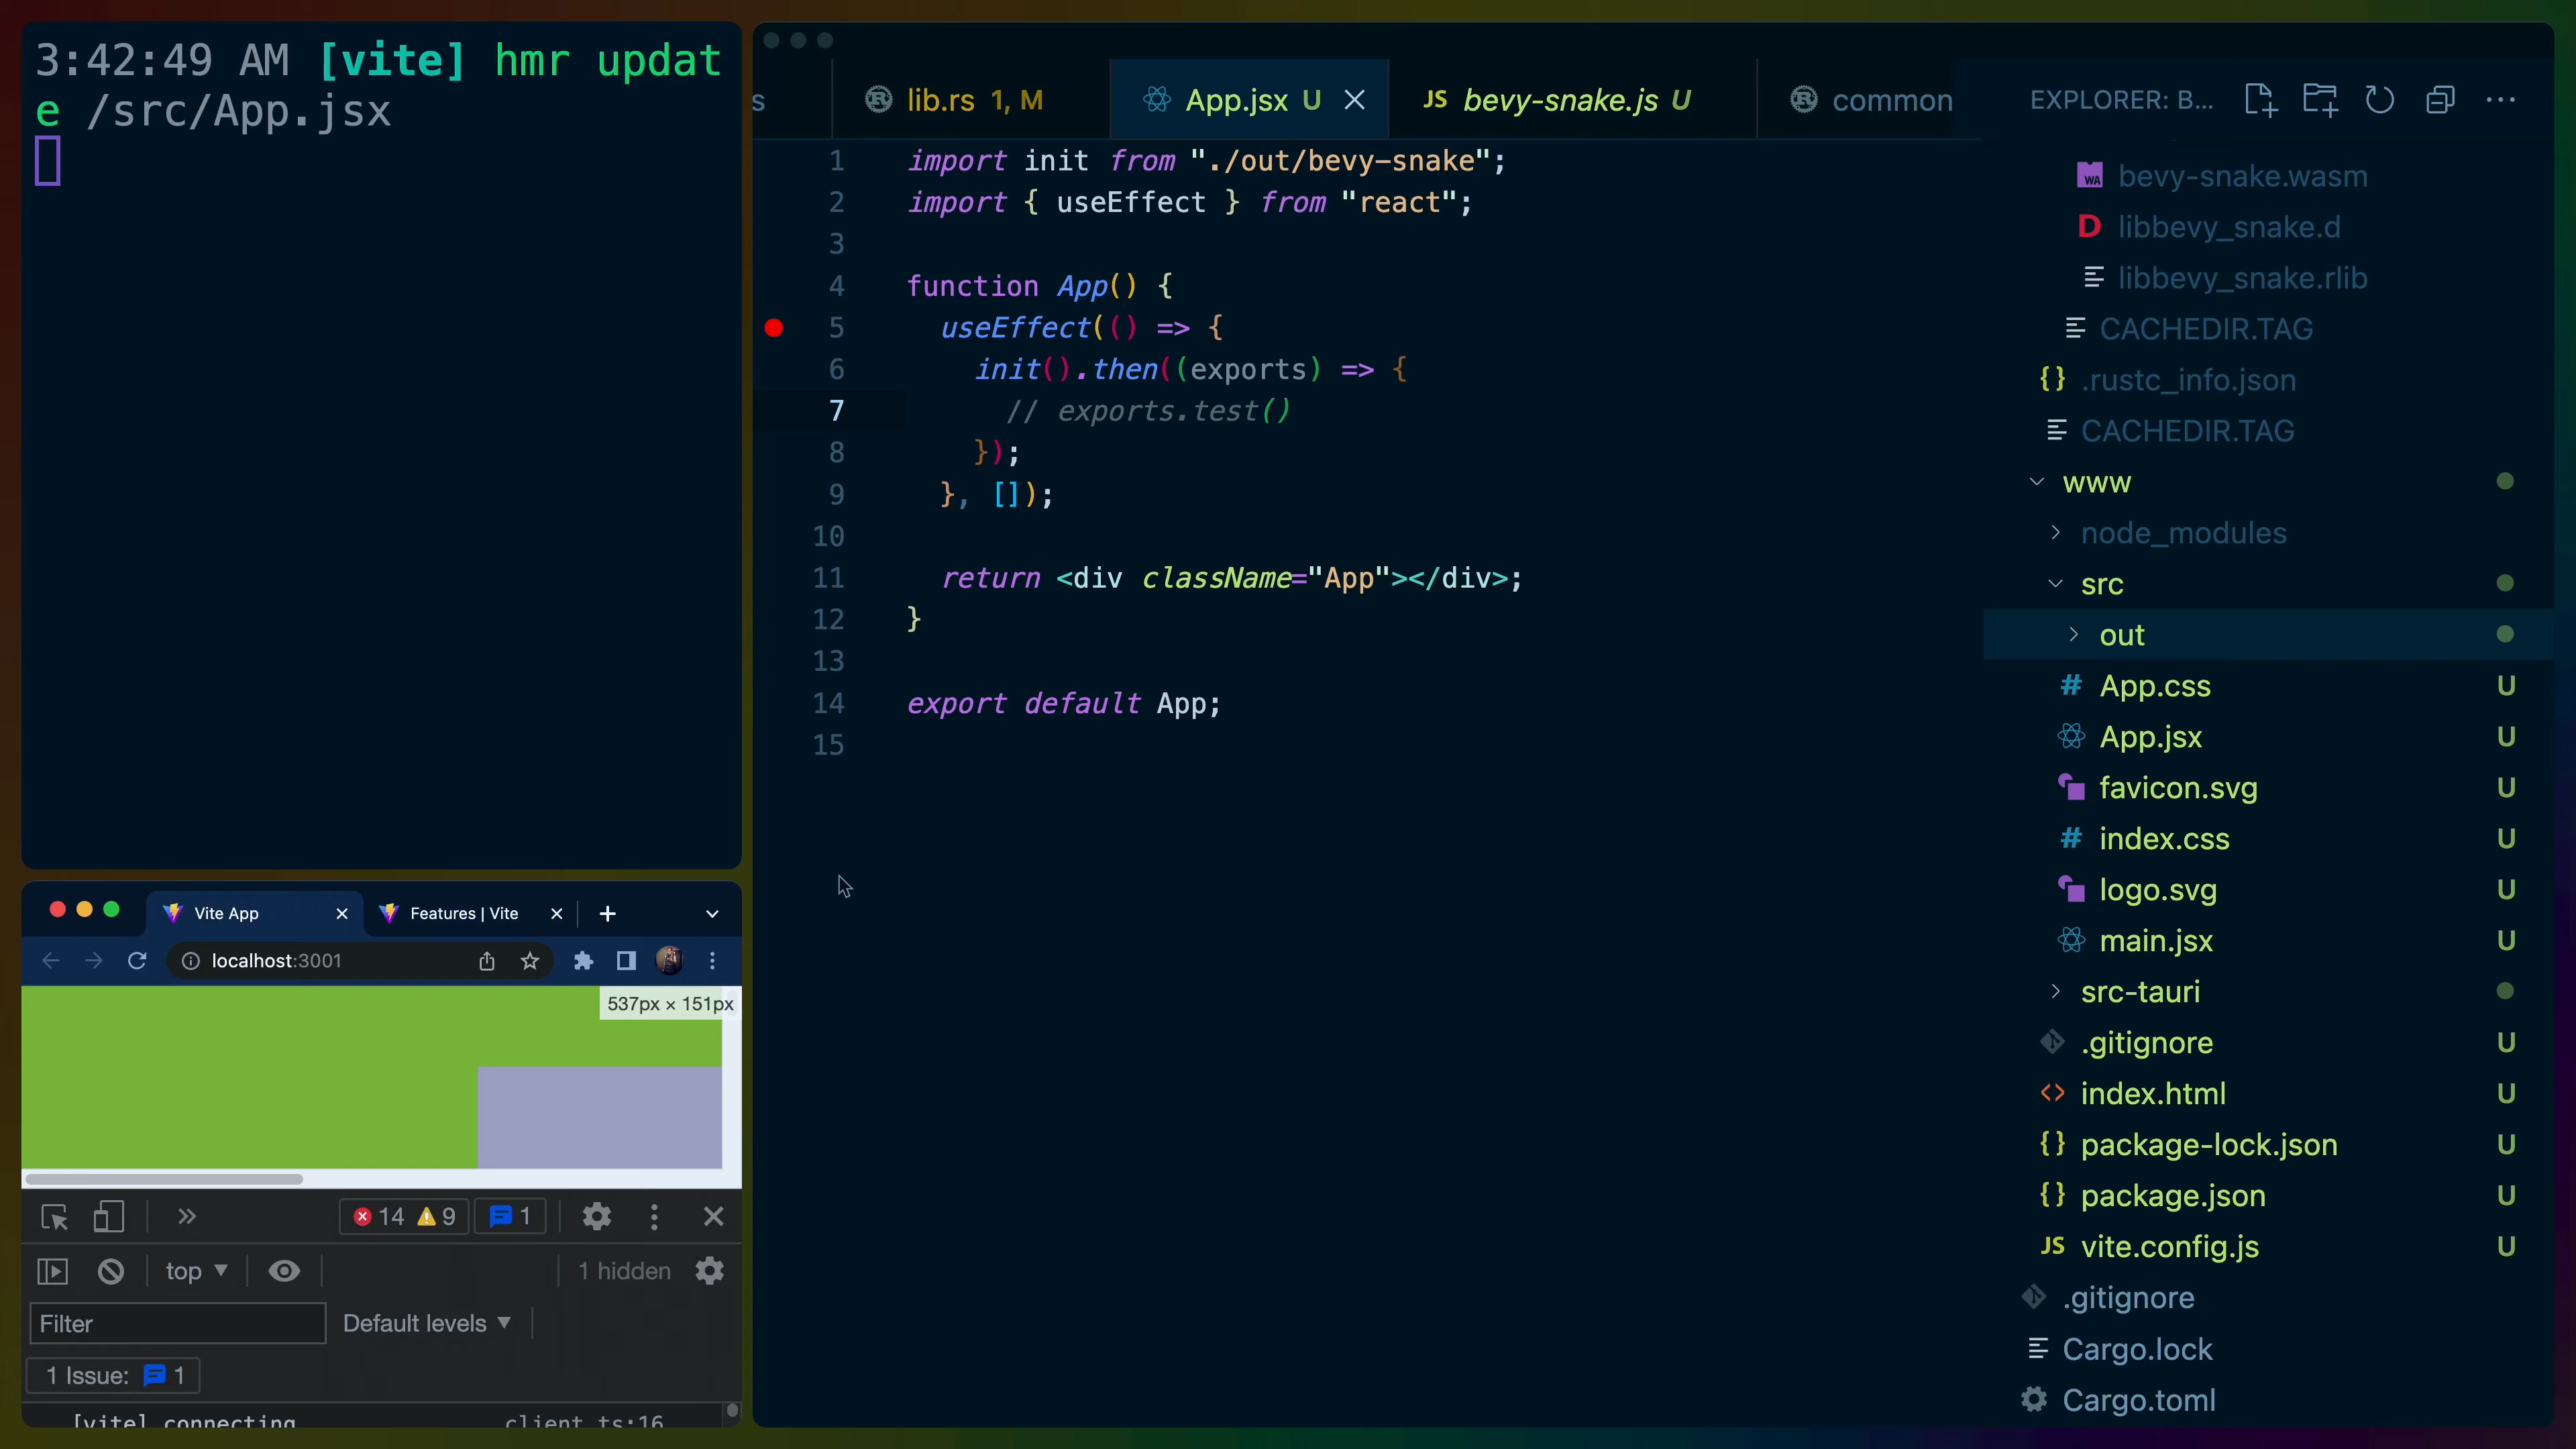 3:42:49 AM [vite] hmr updat
e /src/App.jsx
s
lib.rs 1, M
App.jsx U
JS bevy-snake.js U
common
EXPLORER: B...
1 import init from "./out/bevy-snake";
2 import { useEffect } from "react";
3
4 function App() {
5 useEffect(() => {
6 init().then((exports) => {
7 // exports.test()
8 });
9 }, []);
10
11 return <div className="App"></div>;
12 }
13
14 export default App;
15
WA bevy-snake.wasm
D libbevy_snake.d
libbevy_snake.rlib
CACHEDIR.TAG
{} .rustc_info.json
CACHEDIR.TAG
www
node_modules
src
out
# App.css U
App.jsx U
favicon.svg U
# index.css U
logo.svg U
main.jsx U
src-tauri
.gitignore U
<> index.html U
{} package-lock.json U
{} package.json U
JS vite.config.js U
.gitignore
Cargo.lock
Cargo.toml
Vite App
Features | Vite
localhost:3001
537px × 151px
14 9 1
top 1 hidden
Filter Default levels
1 Issue: 1
[vite] connecting client.ts:16